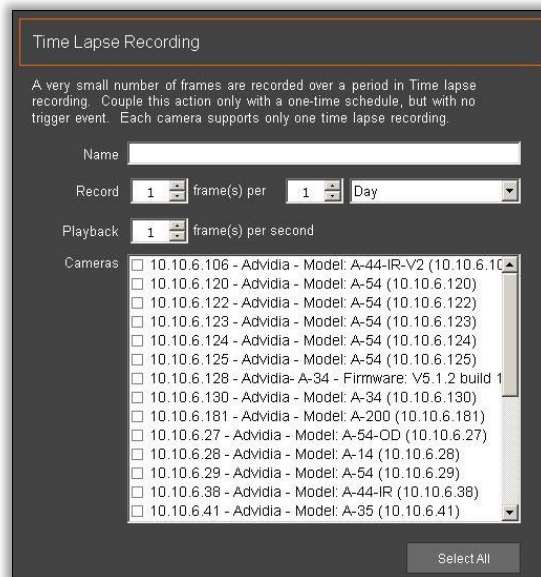 Time Lapse Recording
A very small number of frames are recorded over a period in Time lapse
recording. Couple this action only with a one-time schedule, but with no
trigger event. Each camera supports only one time lapse recording.
Name
Record 1 frame(s) per 1 Day
Playback 1 frame(s) per second
Cameras
10.10.6.106 - Advidia - Model: A-44-IR-V2 (10.10.6.10
10.10.6.120 - Advidia - Model: A-54 (10.10.6.120)
10.10.6.122 - Advidia - Model: A-54 (10.10.6.122)
10.10.6.123 - Advidia - Model: A-54 (10.10.6.123)
10.10.6.124 - Advidia - Model: A-54 (10.10.6.124)
10.10.6.125 - Advidia - Model: A-54 (10.10.6.125)
10.10.6.128 - Advidia- A-34 - Firmware: V5.1.2 build 1
10.10.6.130 - Advidia - Model: A-34 (10.10.6.130)
10.10.6.181 - Advidia - Model: A-200 (10.10.6.181)
10.10.6.27 - Advidia - Model: A-54-OD (10.10.6.27)
10.10.6.28 - Advidia - Model: A-14 (10.10.6.28)
10.10.6.29 - Advidia - Model: A-54 (10.10.6.29)
10.10.6.38 - Advidia - Model: A-44-IR (10.10.6.38)
10.10.6.41 - Advidia - Model: A-35 (10.10.6.41)
Select All